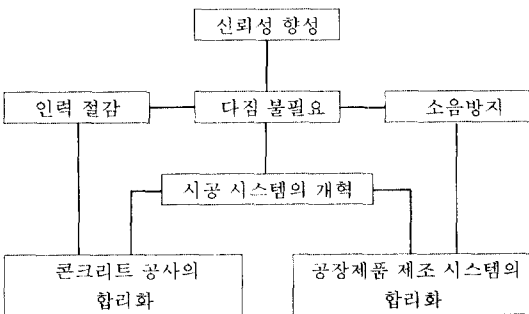 신뢰성 향성
인력 절감
다짐 불필요
소음방지
시공 시스템의 개혁
콘크리트 공사의
합리화
공장제품 제조 시스템의
합리화